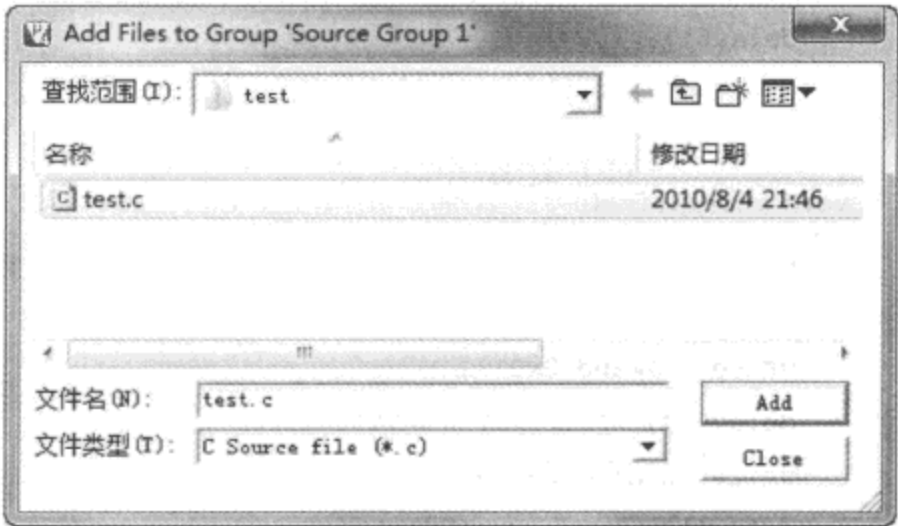 Add Files to Group 'Source Group 1'
查找范围(I): test
名称 修改日期
test.c 2010/8/4 21:46
文件名(N): test.c Add
文件类型(T): C Source file (*.c)
Close